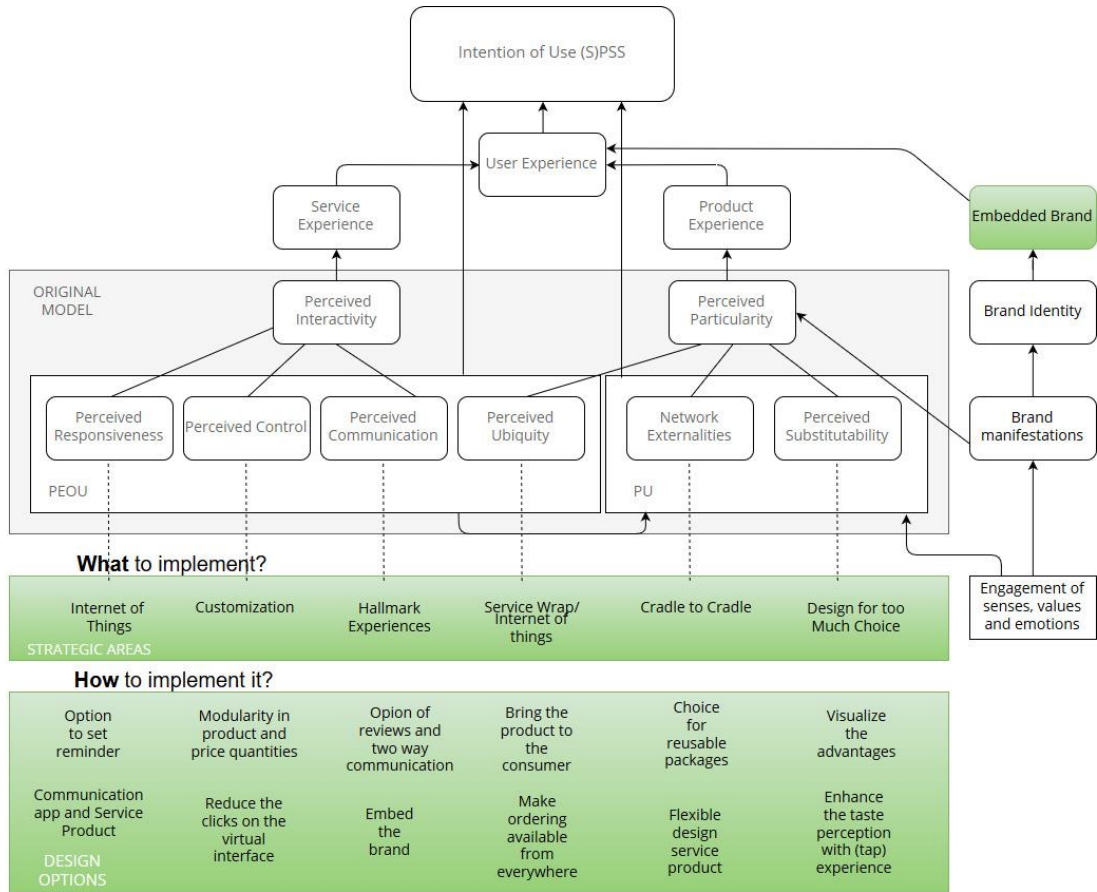 Intention of Use (S)PSS
User Experience
Service
Experience
Product
Experience
Embedded Brand
ORIGINAL
MODEL
Perceived
Interactivity
Perceived
Particularity
Brand Identity
Perceived
Responsiveness
Perceived Control
Perceived
Communication
Perceived
Ubiquity
Network
Externalities
Perceived
Substitutability
Brand
manifestations
PEOU
PU
What to implement?
Internet of
Things
Customization
Hallmark
Experiences
Service Wrap/
Internet of
things
Cradle to Cradle
Design for too
Much Choice
Engagement of
senses, values
and emotions
STRATEGIC AREAS
How to implement it?
Option
to set
reminder
Modularity in
product and
price quantities
Opion of
reviews and
two way
communication
Bring the
product to
the
consumer
Choice
for
reusable
packages
Visualize
the
advantages
Communication
app and Service
Product
Reduce the
clicks on the
virtual
interface
Embed
the
brand
Make
ordering
available
from
everywhere
Flexible
design
service
product
Enhance
the taste
perception
with (tap)
experience
DESIGN
OPTIONS